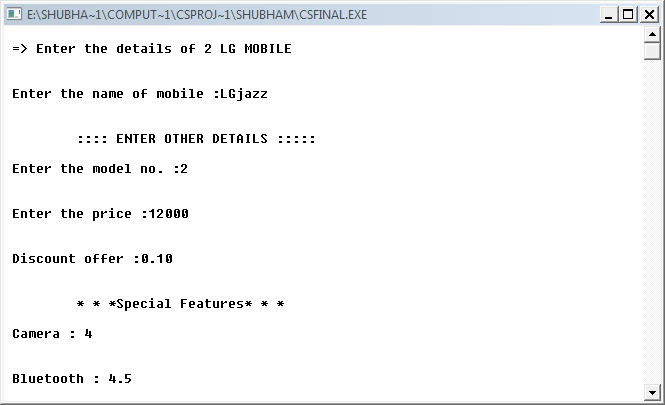 E:\SHUBHA~1\COMPUT~1\CSPROJ~1\SHUBHAM\CSFINAL.EXE
=> Enter the details of 2 LG MOBILE
Enter the name of mobile :LGjazz
:::: ENTER OTHER DETAILS :::::
Enter the model no. :2
Enter the price :12000
Discount offer :0.10
* * *Special Features* * *
Camera : 4
Bluetooth : 4.5